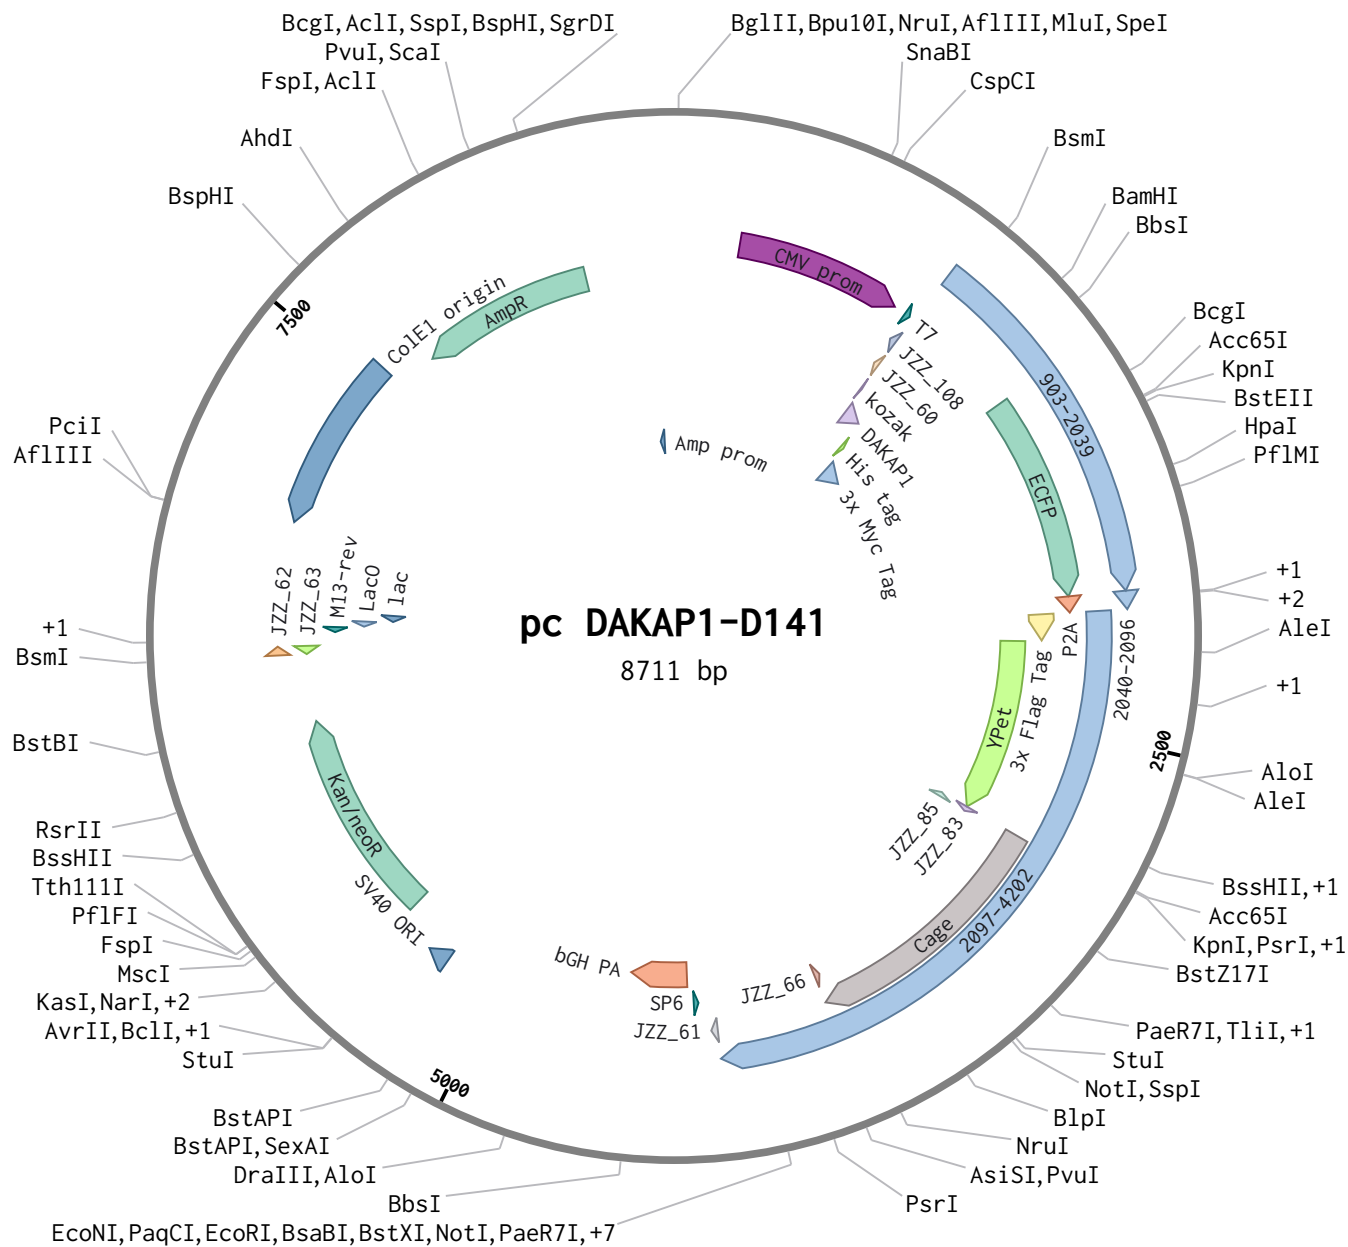 BcgI,AclI,SspI,BspHI,SgrDI
BglII,Bpu10I,NruI,AflIII,MluI,SpeI
PvuI,ScaI
SnaBI
FspI,AclI
CspCI
AhdI
BsmI
BspHI
BamHI
BbsI
BcgI
Acc65I
KpnI
BstEII
HpaI
PflMI
7500
PciI
AflIII
+1
+2
AleI
+1
BsmI
+1
BstBI
2500
AloI
AleI
RsrII
BssHII
Tth111I
PflFI
FspI
MscI
KasI,NarI,+2
AvrII,BclI,+1
StuI
BssHII,+1
Acc65I
KpnI,PsrI,+1
BstZ17I
PaeR7I,TliI,+1
StuI
NotI,SspI
BlpI
NruI
AsiSI,PvuI
PsrI
5000
BstAPI
BstAPI,SexAI
DraIII,AloI
BbsI
EcoNI,PaqCI,EcoRI,BsaBI,BstXI,NotI,PaeR7I,+7
CMV prom
T7
JZZ_108
JZZ_60
kozak
DAKAP1
His tag
3x Myc Tag
903-2039
ECFP
P2A
2040-2096
3x Flag Tag
YPet
JZZ_85
JZZ_83
Cage
2097-4202
JZZ_66
JZZ_61
SP6
bGH PA
SV40 ORI
Kan/neoR
JZZ_62
JZZ_63
M13-rev
LacO
lac
ColE1 origin
AmpR
Amp prom
pc DAKAP1-D141
8711 bp